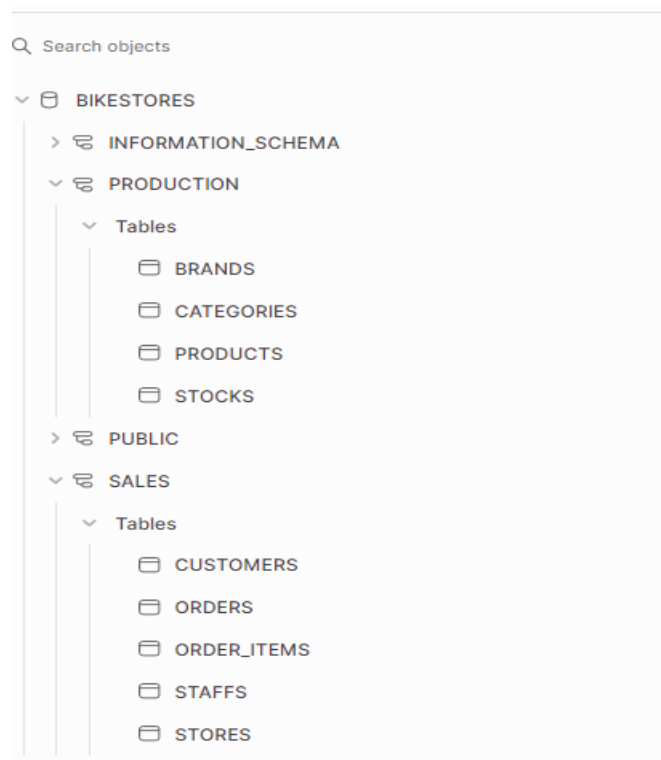 Search objects
BIKESTORES
INFORMATION_SCHEMA
PRODUCTION
Tables
BRANDS
CATEGORIES
PRODUCTS
STOCKS
PUBLIC
SALES
Tables
CUSTOMERS
ORDERS
ORDER_ITEMS
STAFFS
STORES